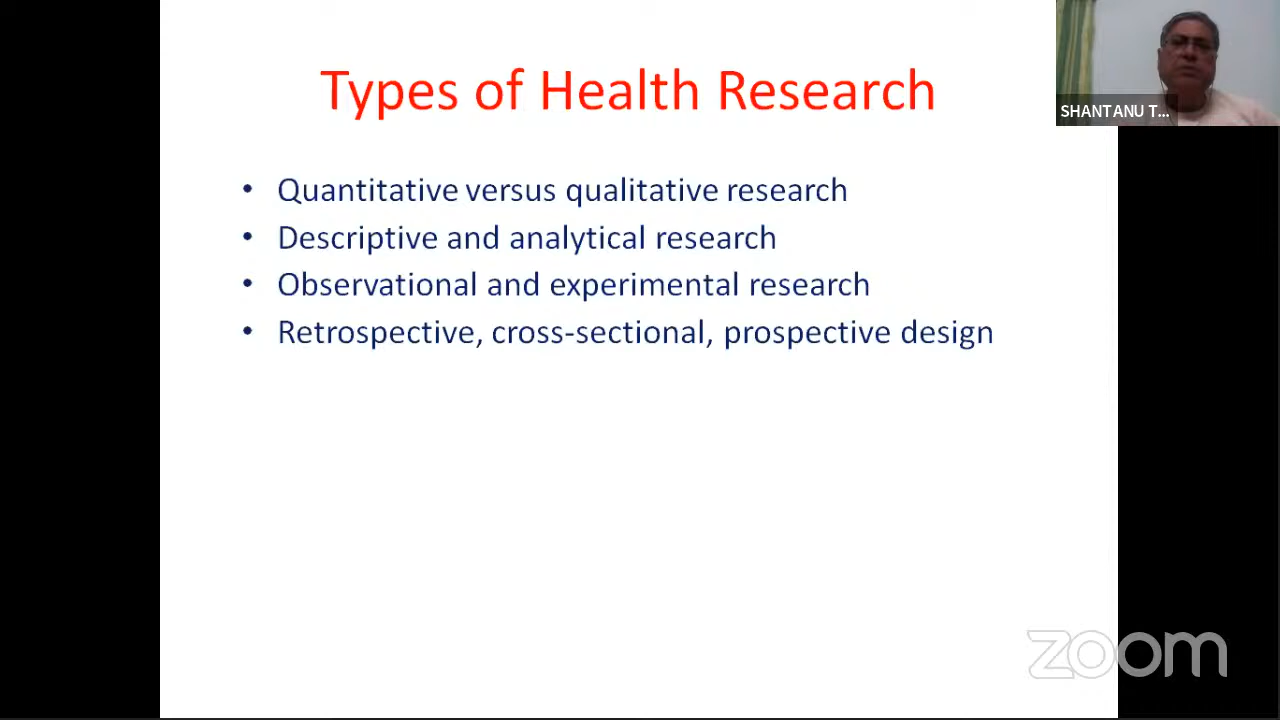 Types of Health Research
SHANTANU T...
• Quantitative versus qualitative research
• Descriptive and analytical research
• Observational and experimental research
• Retrospective, cross-sectional, prospective design
zoom